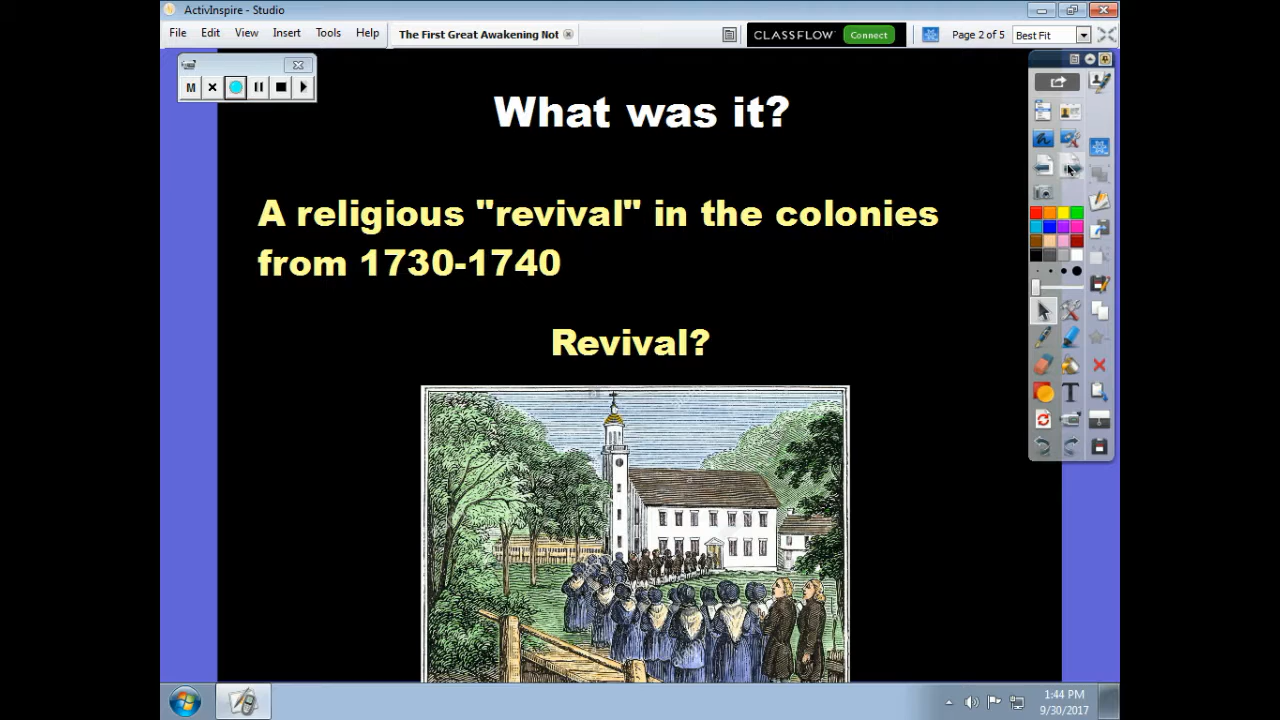 ActivInspire - Studio
File Edit View Insert Tools Help
The First Great Awakening Not
CLASSFLOW Connect
Page 2 of 5
Best Fit
M
What was it?
A religious "revival" in the colonies
from 1730-1740
Revival?
T
1:44 PM
9/30/2017